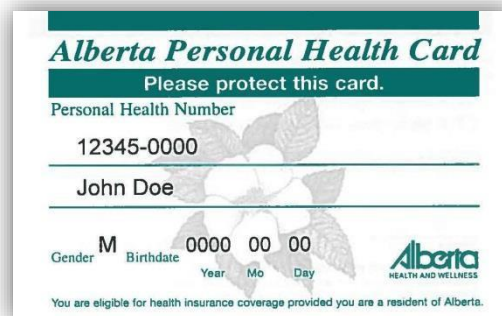 Alberta Personal Health Card
Please protect this card.
Personal Health Number
12345-0000
John Doe
Gender M Birthdate 0000 00 00
Year Mo Day
Alberta
HEALTH AND WELLNESS
You are eligible for health insurance coverage provided you are a resident of Alberta.